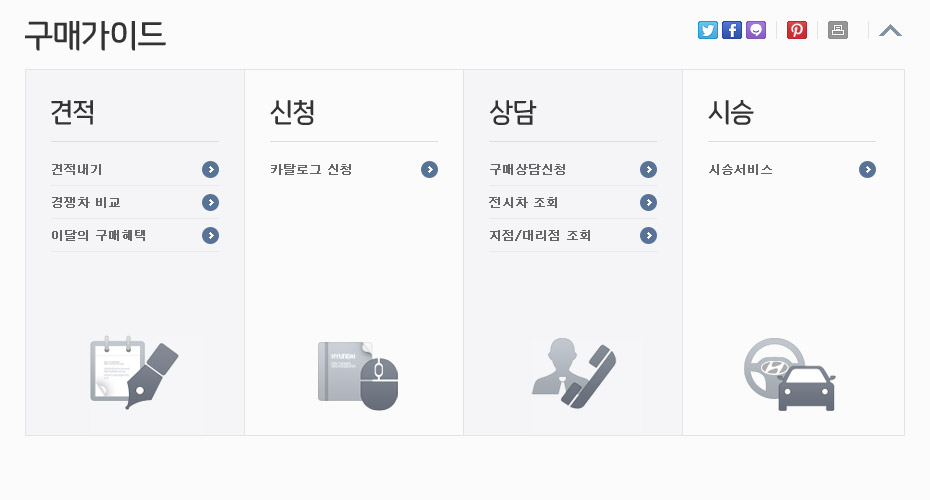 구매가이드
견적
견적내기
경쟁차 비교
이달의 구매혜택
신청
카탈로그 신청
상담
구매상담신청
전시차 조회
지점/대리점 조회
시승
시승서비스
HYUNDAI